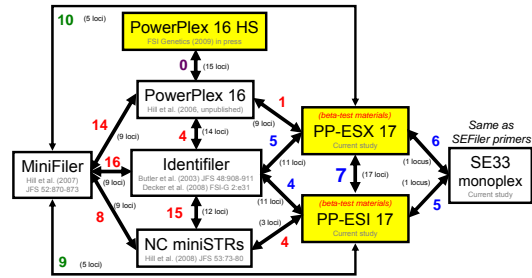 10 (5 loci)
PowerPlex 16 HS
FSI Genetics (2009) in press
0 (15 loci)
PowerPlex 16
Hill et al. (2006, unpublished)
14 (9 loci)
4 (14 loci)
1
(9 loci)
(beta-test materials)
PP-ESX 17
Current study
Same as
SEFiler primers
MiniFiler
Hill et al. (2007)
JFS 52:870-873
16
(9 loci)
Identifiler
Butler et al. (2003) JFS 48:908-911
Decker et al. (2008) FSI-G 2:e31
5
(11 loci)
4
(11 loci)
7 (17 loci)
6
(1 locus)
SE33
monoplex
Current study
(1 locus)
5
8
(9 loci)
15 (12 loci)
NC miniSTRs
Hill et al. (2008) JFS 53:73-80
(3 loci)
4
(beta-test materials)
PP-ESI 17
Current study
9 (5 loci)